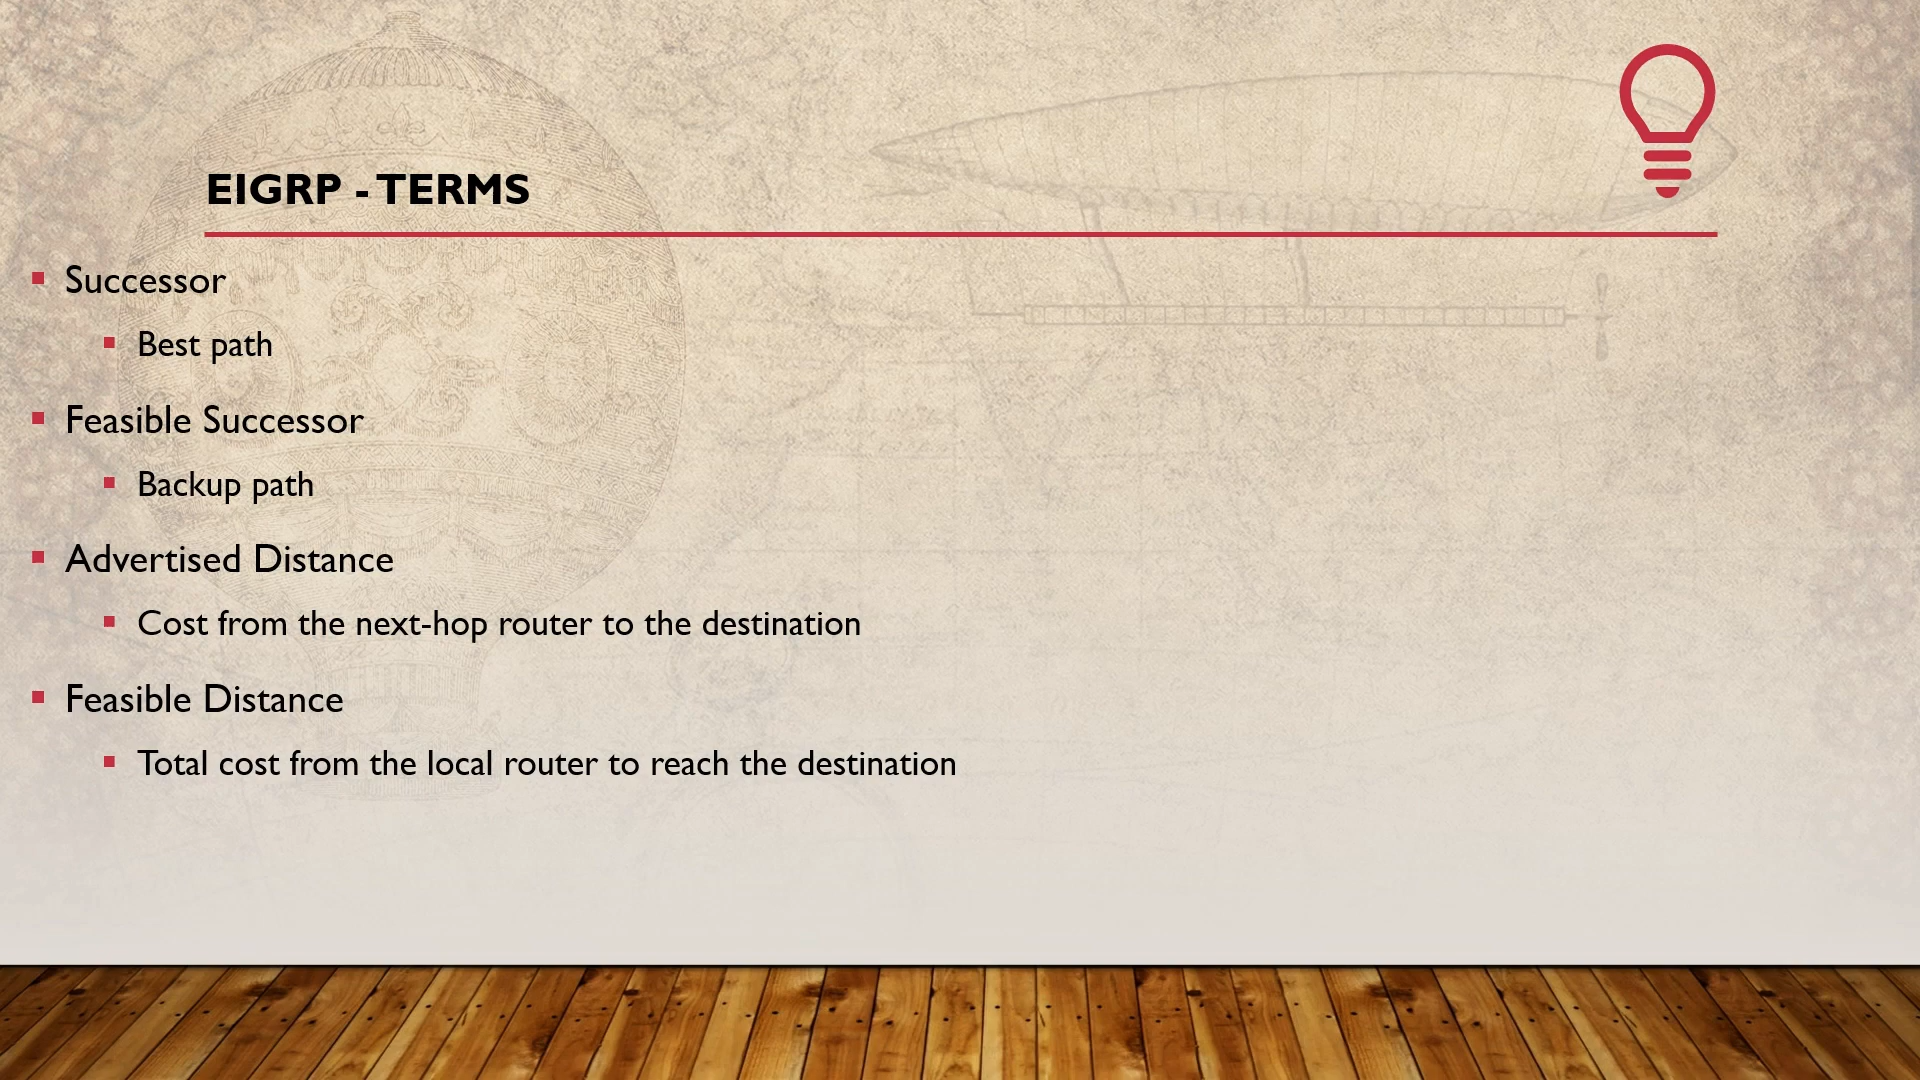 EIGRP - TERMS
Successor
Best path
Feasible Successor
Backup path
Advertised Distance
Cost from the next-hop router to the destination
Feasible Distance
Total cost from the local router to reach the destination